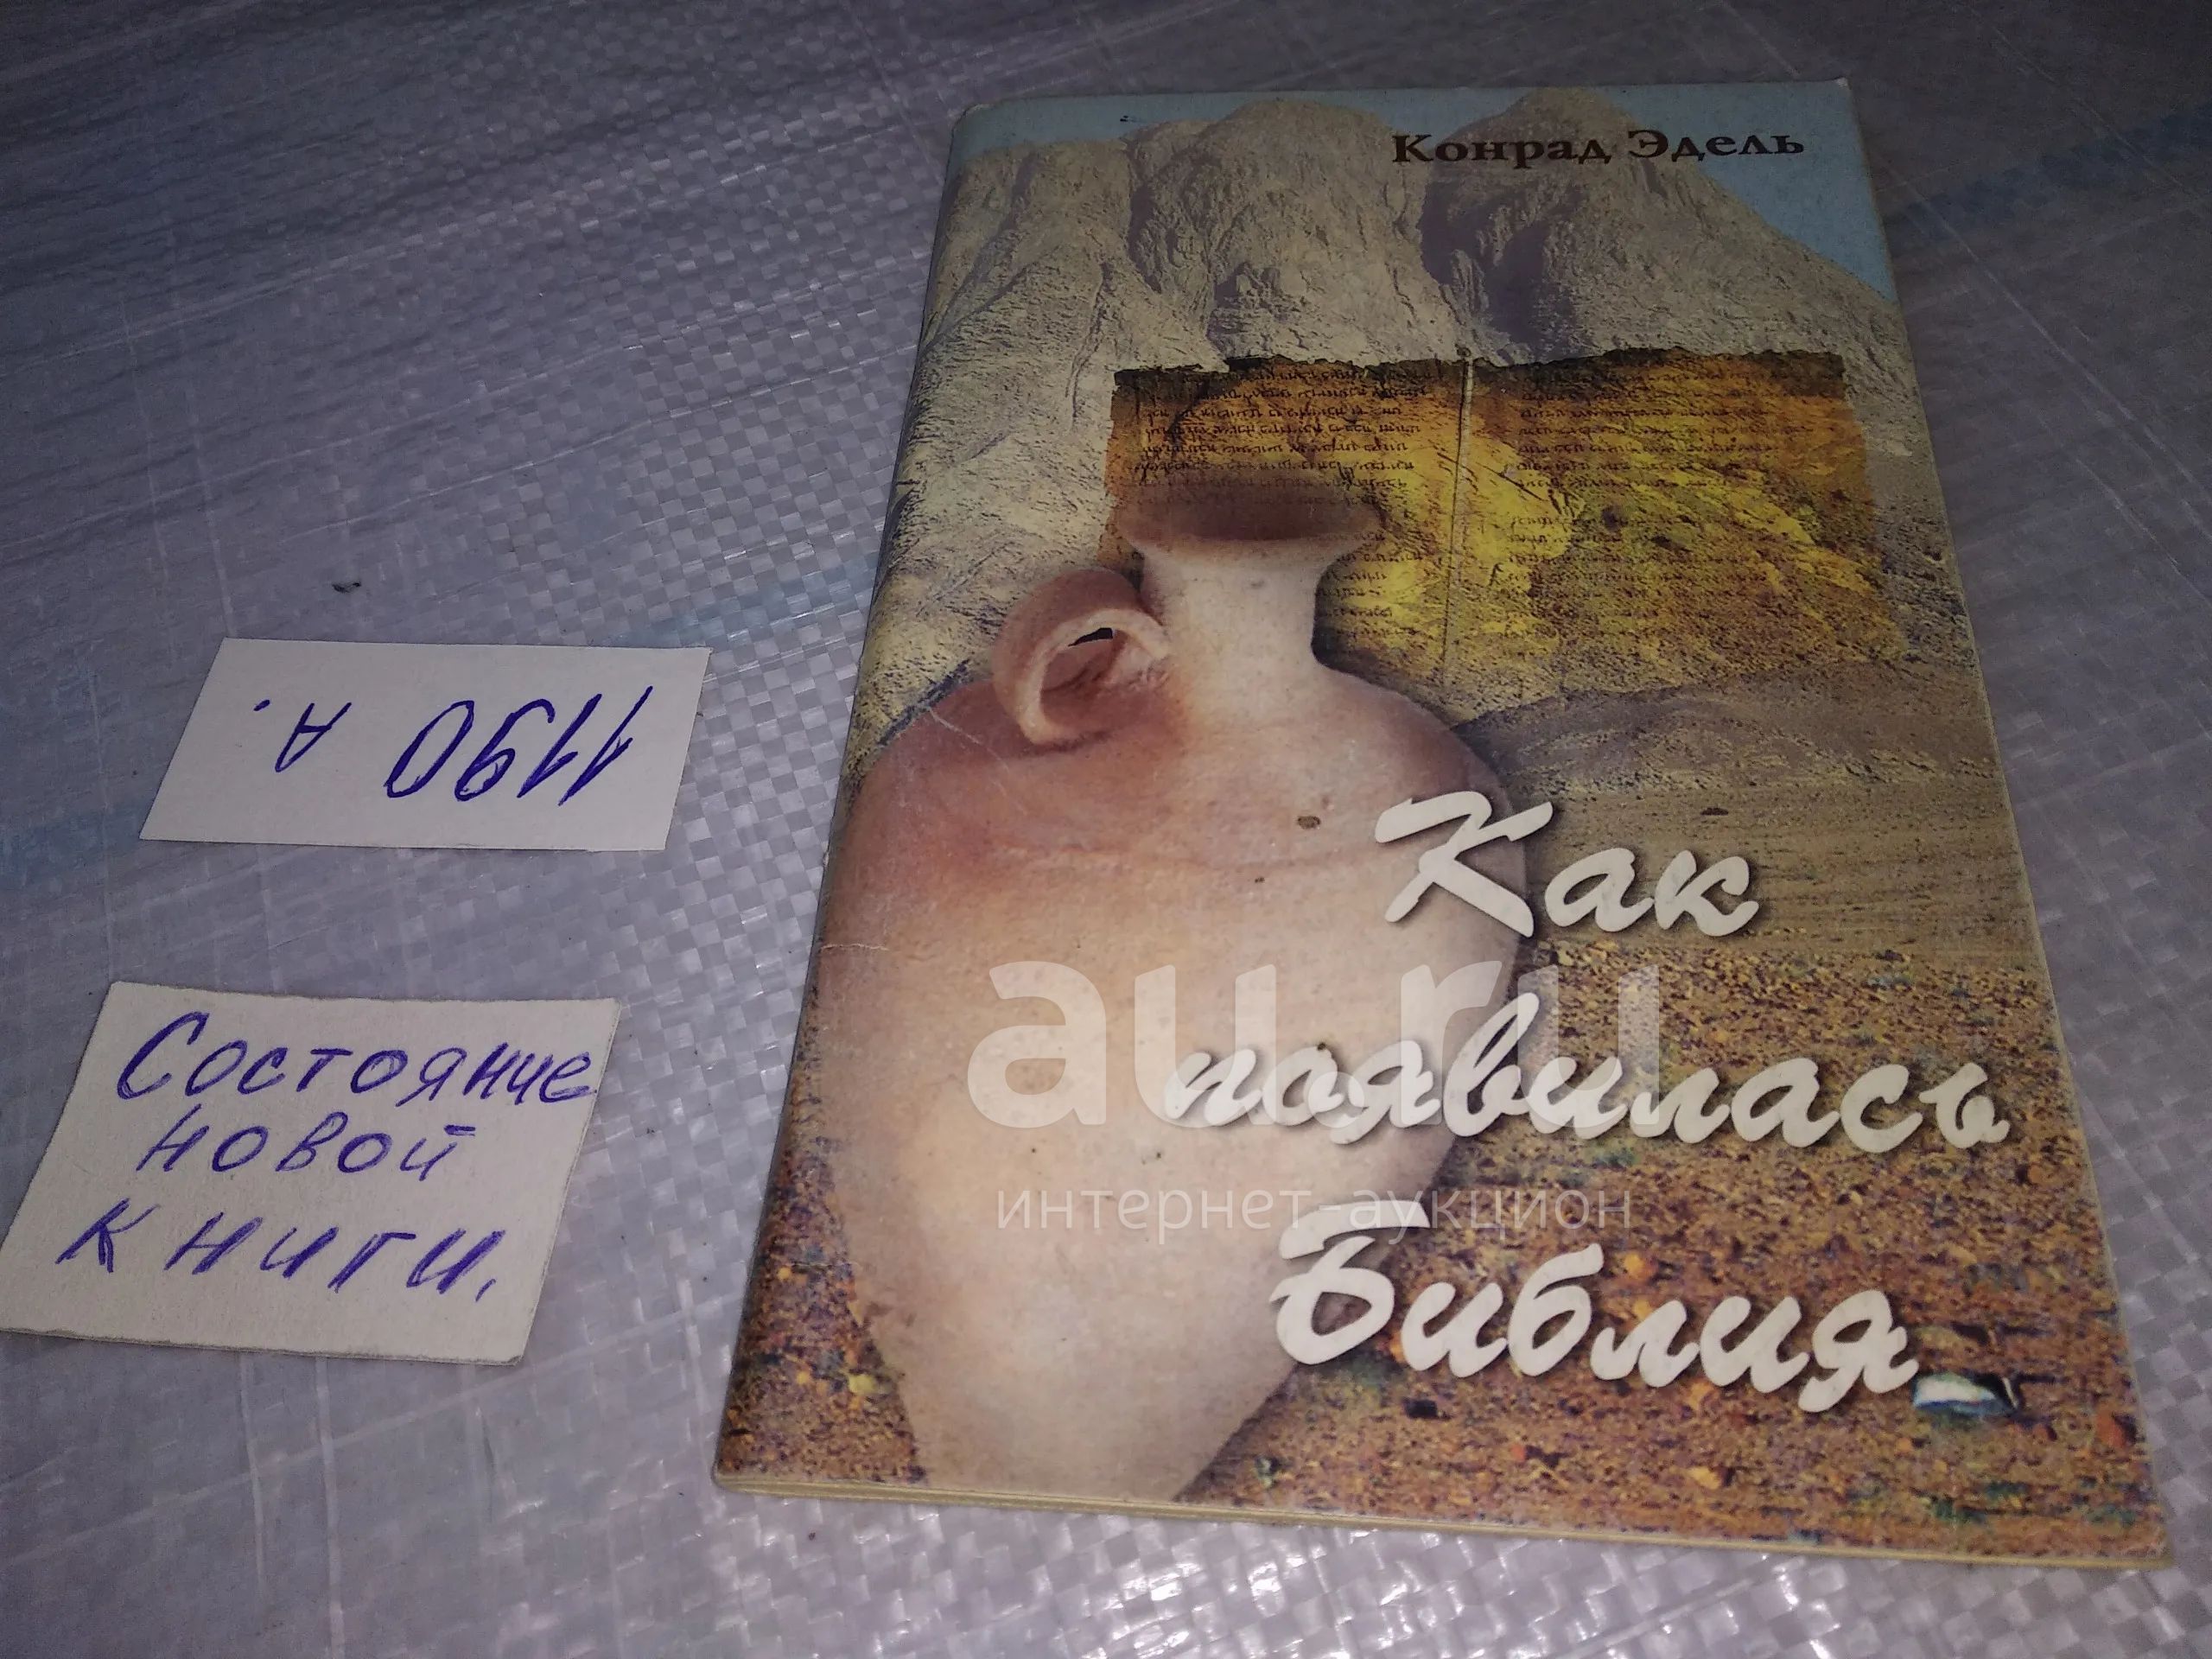 Конрад Эдель
Как
появилась
Библия
1190 А.
Состояние
новой
книги.
au.ru
интернет-аукцион